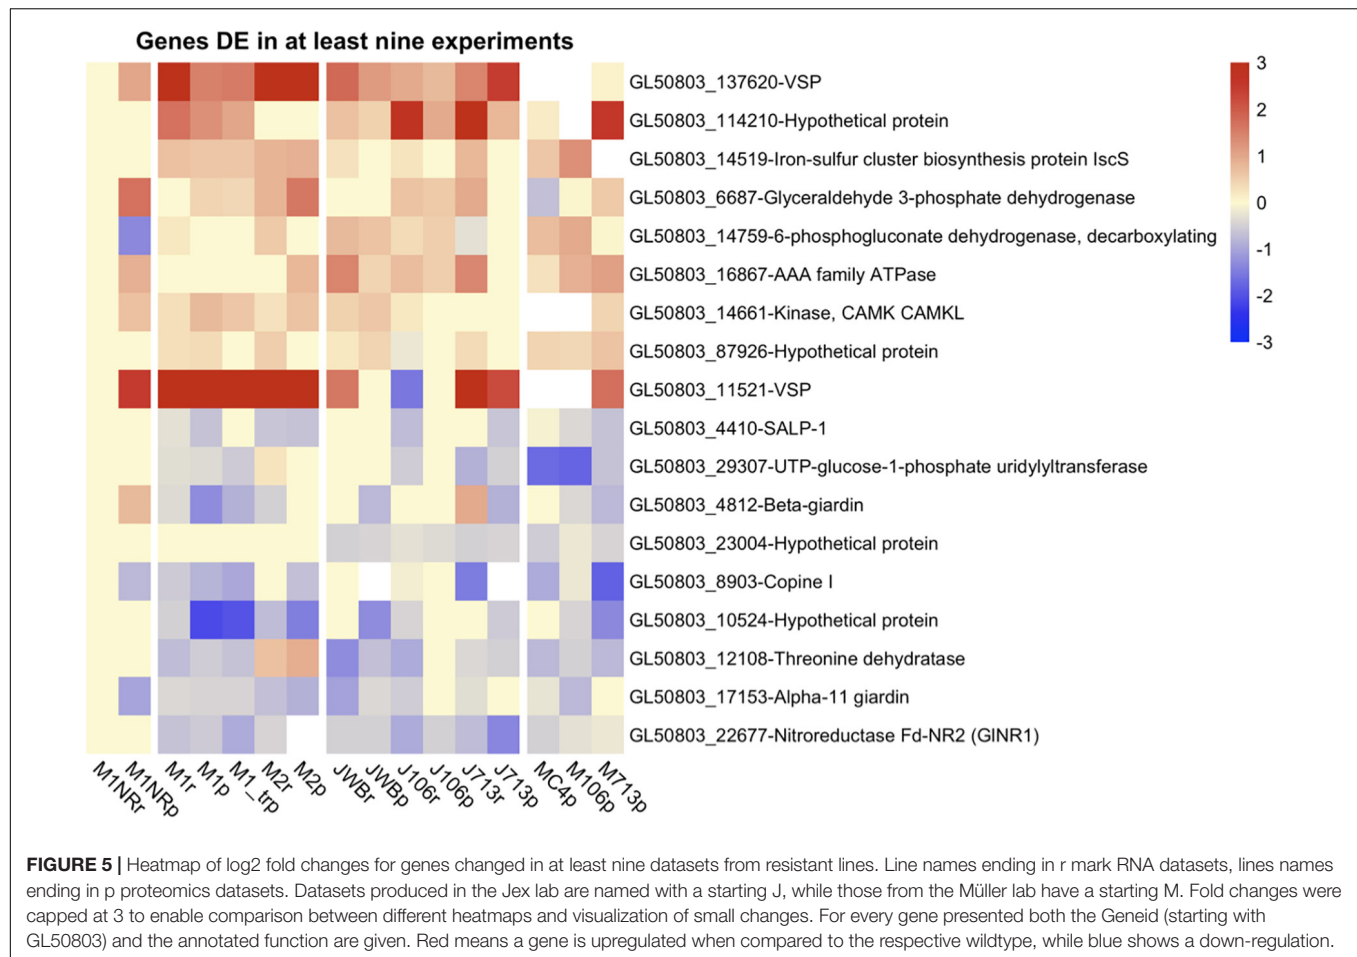 Genes DE in at least nine experiments
GL50803_137620-VSP
GL50803_114210-Hypothetical protein
GL50803_14519-Iron-sulfur cluster biosynthesis protein IscS
GL50803_6687-Glyceraldehyde 3-phosphate dehydrogenase
GL50803_14759-6-phosphogluconate dehydrogenase, decarboxylating
GL50803_16867-AAA family ATPase
GL50803_14661-Kinase, CAMK CAMKL
GL50803_87926-Hypothetical protein
GL50803_11521-VSP
GL50803_4410-SALP-1
GL50803_29307-UTP-glucose-1-phosphate uridylyltransferase
GL50803_4812-Beta-giardin
GL50803_23004-Hypothetical protein
GL50803_8903-Copine I
GL50803_10524-Hypothetical protein
GL50803_12108-Threonine dehydratase
GL50803_17153-Alpha-11 giardin
GL50803_22677-Nitroreductase Fd-NR2 (GlNR1)
3
2
1
0
-1
-2
-3
M1NRr
M1NRp
M1r
M1p
M1_trp
M2r
M2p
JWBr
JWBp
J106r
J106p
J713r
J713p
MC4p
M106p
M713p
FIGURE 5 | Heatmap of log2 fold changes for genes changed in at least nine datasets from resistant lines. Line names ending in r mark RNA datasets, lines names
ending in p proteomics datasets. Datasets produced in the Jex lab are named with a starting J, while those from the Müller lab have a starting M. Fold changes were
capped at 3 to enable comparison between different heatmaps and visualization of small changes. For every gene presented both the Geneid (starting with
GL50803) and the annotated function are given. Red means a gene is upregulated when compared to the respective wildtype, while blue shows a down-regulation.